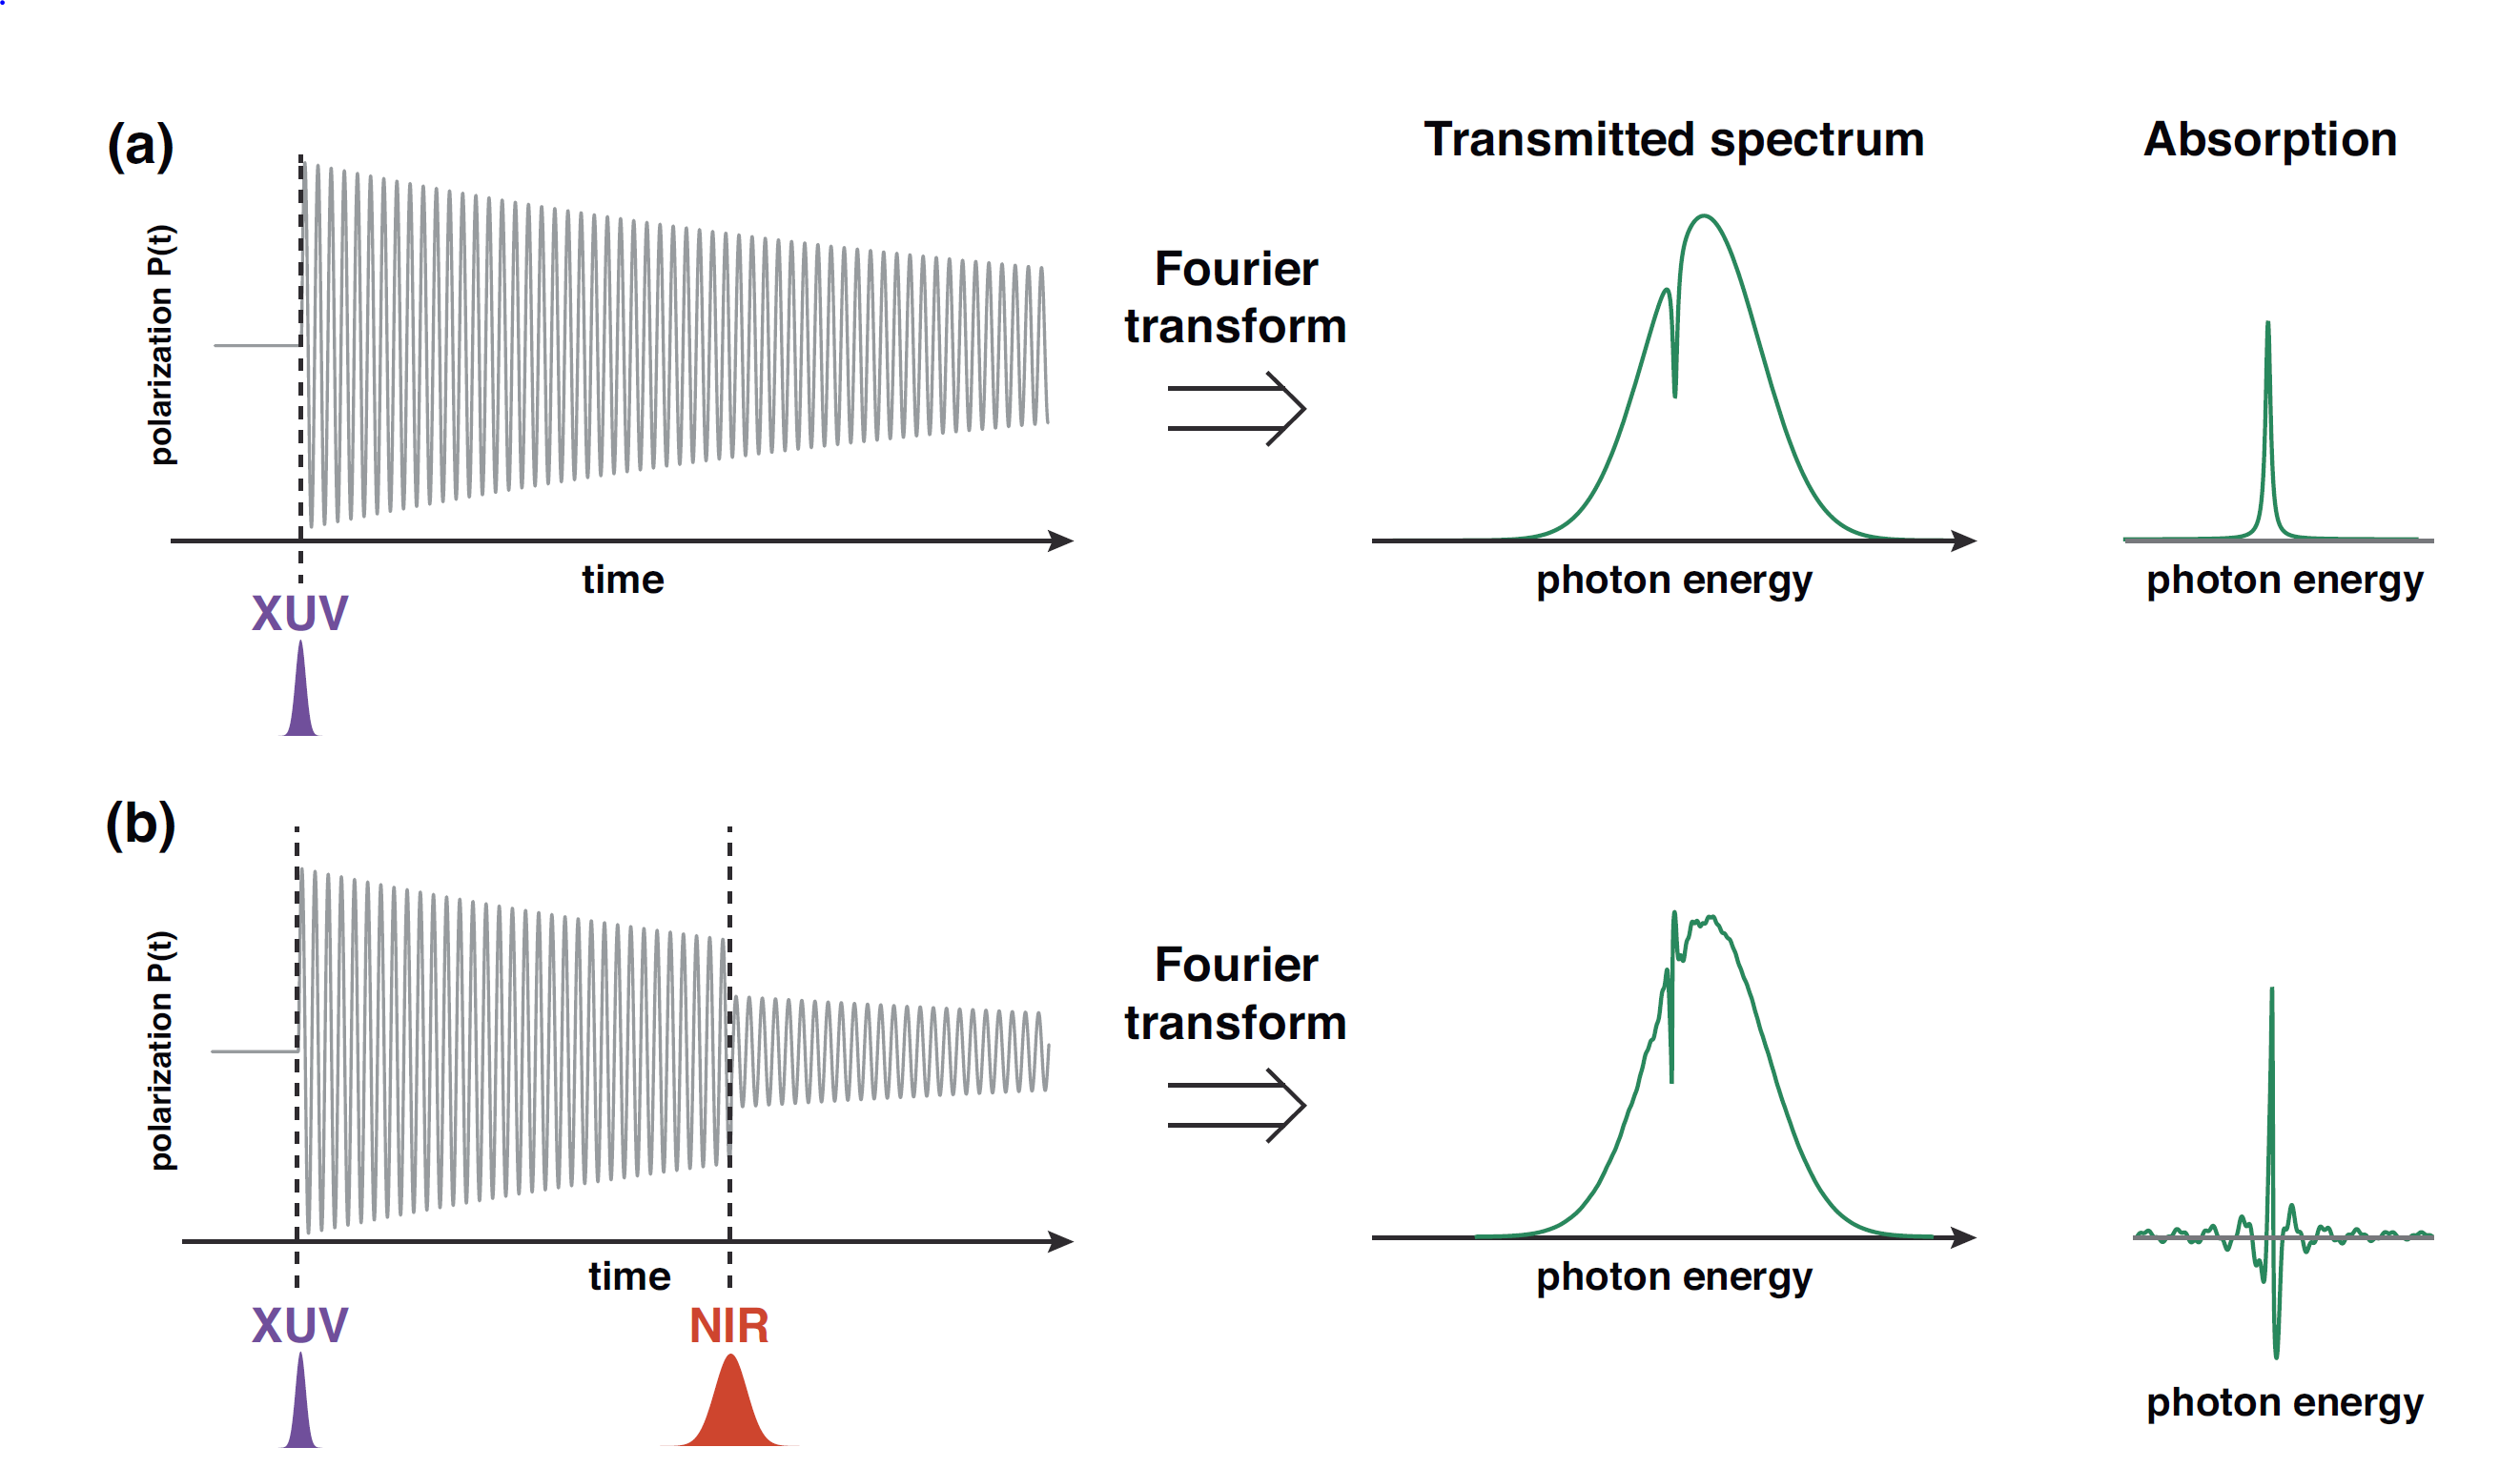 (a)
polarization P(t)
time
XUV
Fourier
transform
Transmitted spectrum
photon energy
Absorption
photon energy
(b)
polarization P(t)
time
XUV
NIR
Fourier
transform
photon energy
photon energy